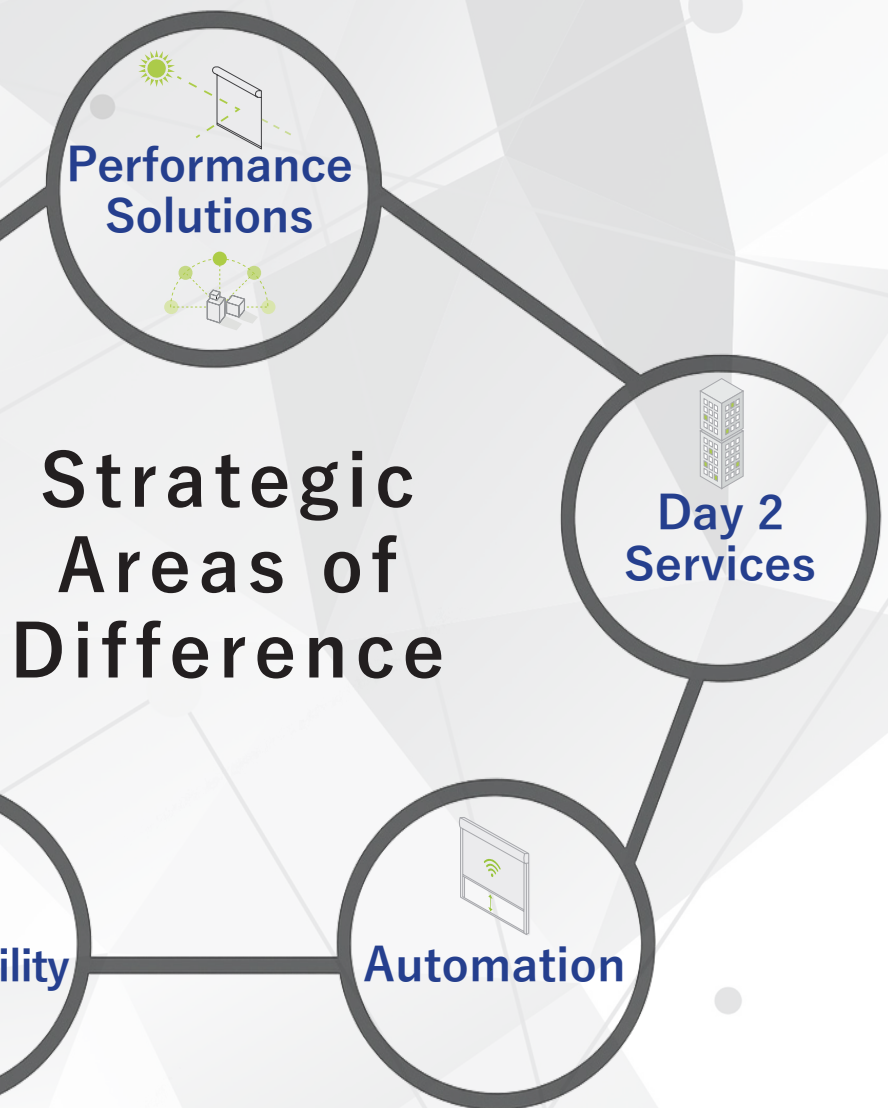 Performance
Solutions
Strategic
Areas of
Difference
Day 2
Services
Automation